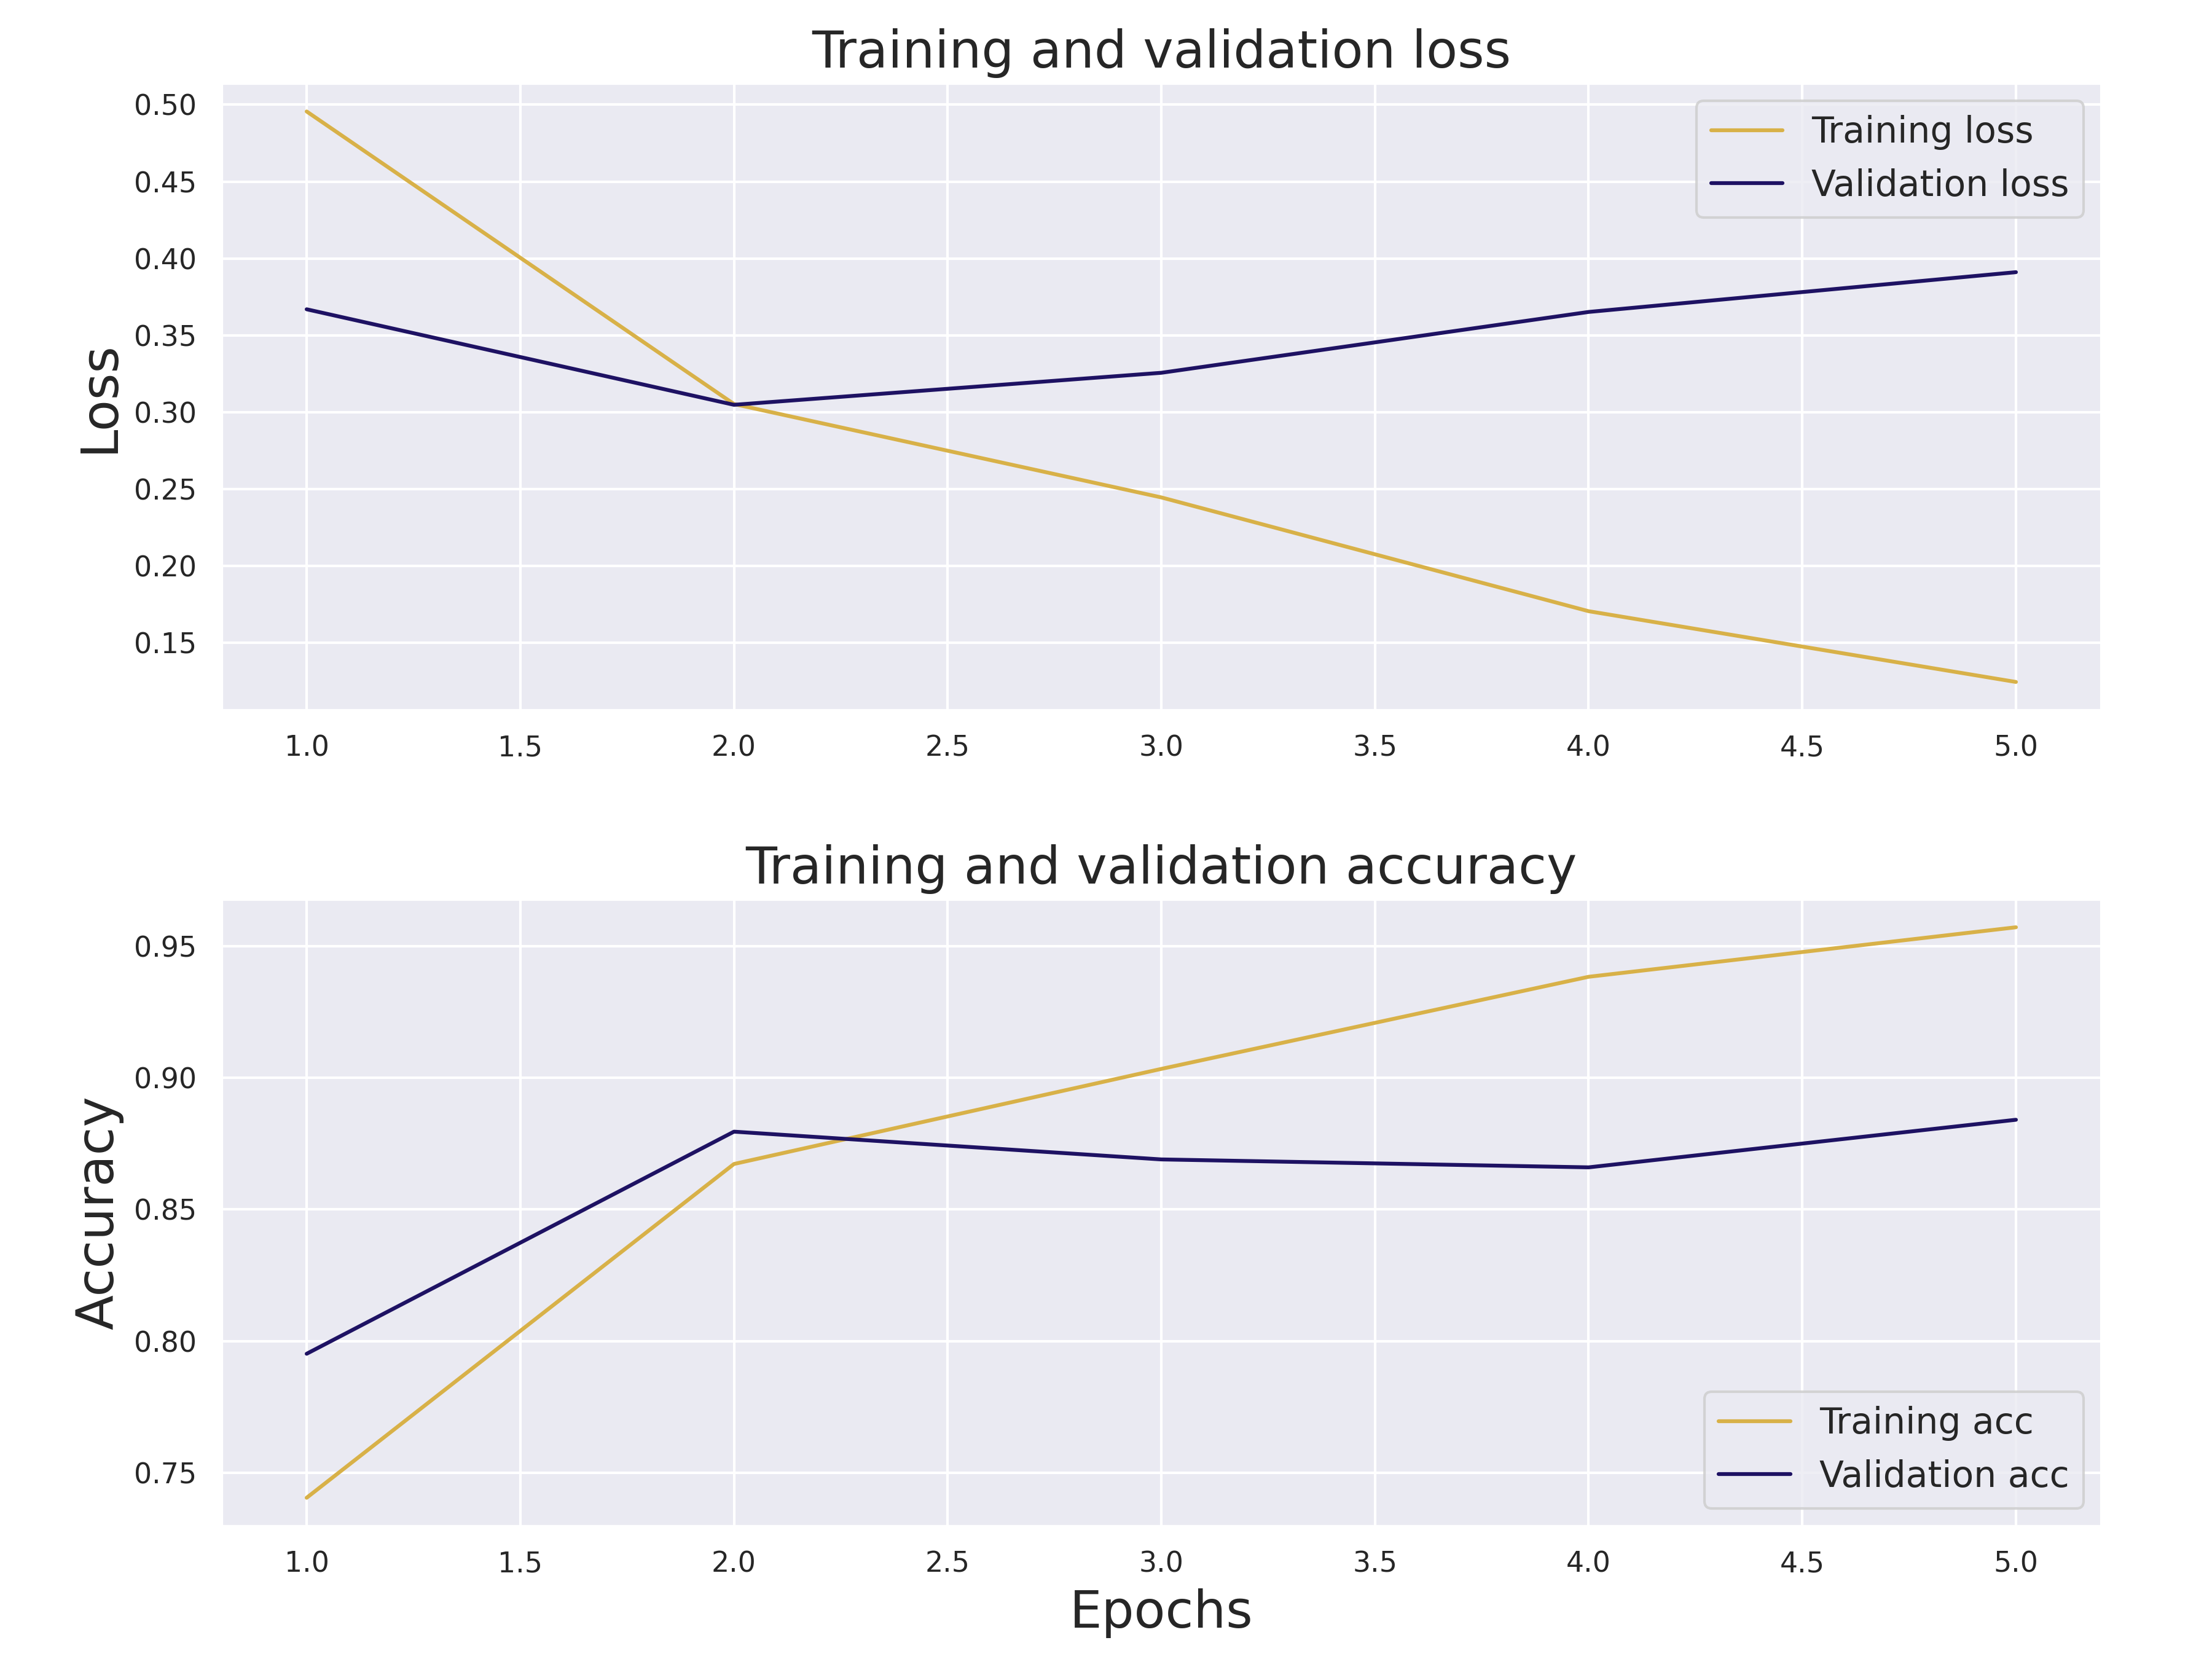 Training and validation loss
0.50
0.45
0.40
0.35
0.30
0.25
0.20
0.15
Loss
Training loss
Validation loss
1.0 1.5 2.0 2.5 3.0 3.5 4.0 4.5 5.0
Training and validation accuracy
0.95
0.90
0.85
0.80
0.75
Accuracy
Training acc
Validation acc
1.0 1.5 2.0 2.5 3.0 3.5 4.0 4.5 5.0
Epochs